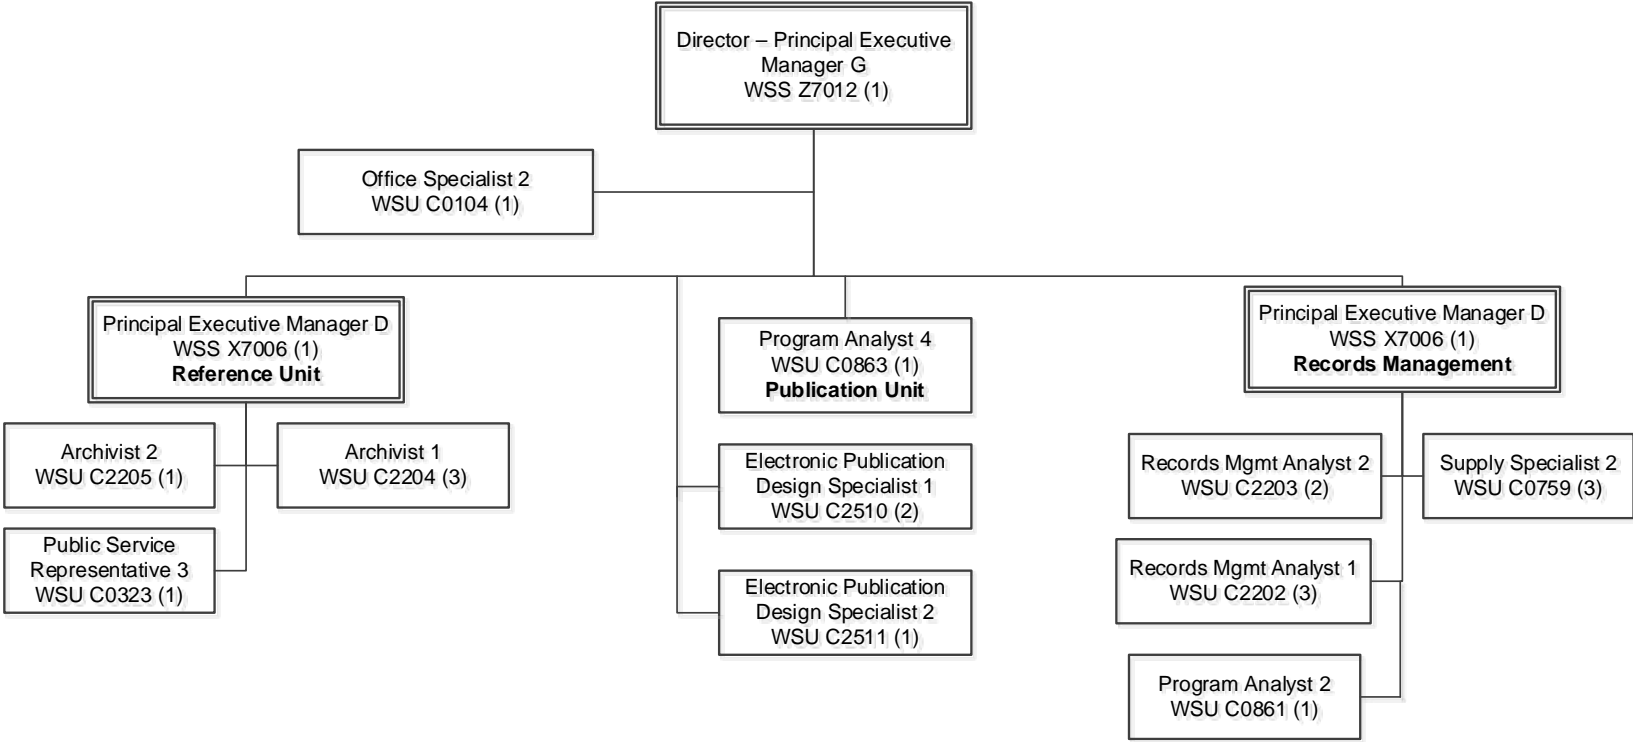 Director – Principal Executive
Manager G
WSS Z7012 (1)
Office Specialist 2
WSU C0104 (1)
Principal Executive Manager D
WSS X7006 (1)
Reference Unit
Archivist 2
WSU C2205 (1)
Archivist 1
WSU C2204 (3)
Public Service
Representative 3
WSU C0323 (1)
Program Analyst 4
WSU C0863 (1)
Publication Unit
Electronic Publication
Design Specialist 1
WSU C2510 (2)
Electronic Publication
Design Specialist 2
WSU C2511 (1)
Principal Executive Manager D
WSS X7006 (1)
Records Management
Records Mgmt Analyst 2
WSU C2203 (2)
Supply Specialist 2
WSU C0759 (3)
Records Mgmt Analyst 1
WSU C2202 (3)
Program Analyst 2
WSU C0861 (1)